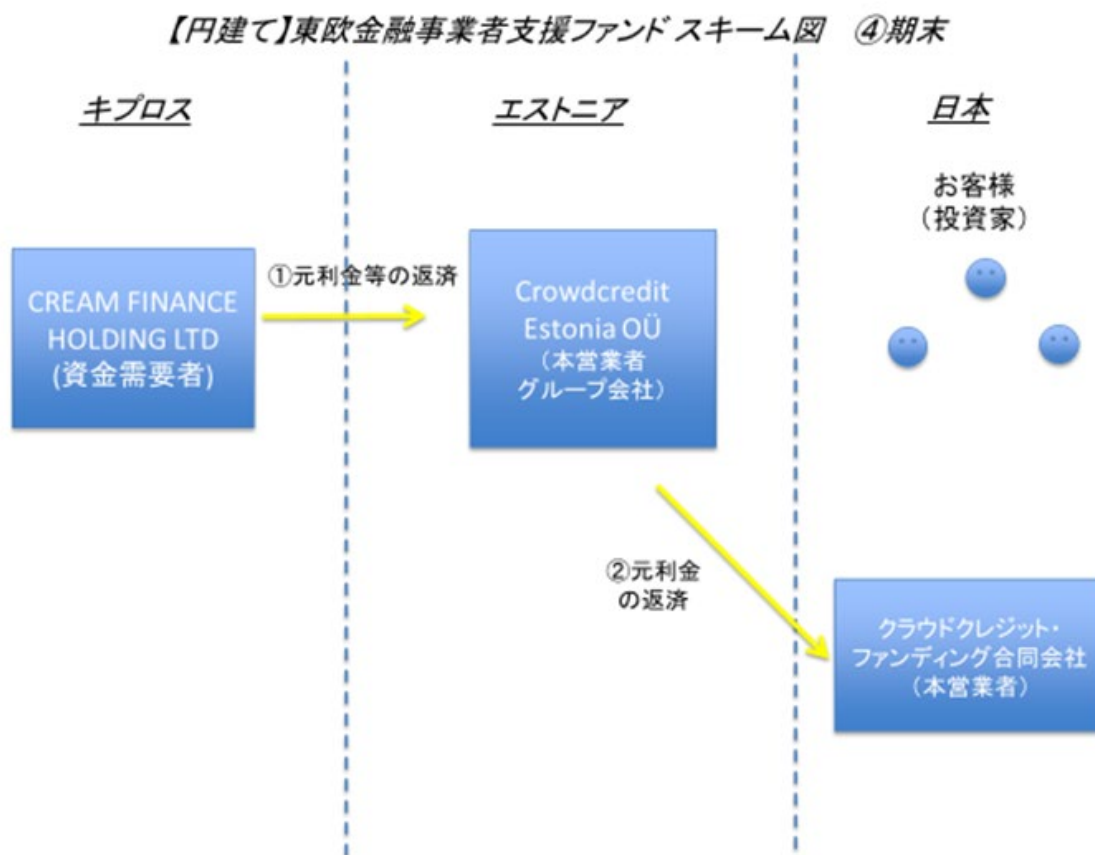 【円建て】東欧金融事業者支援ファンド スキーム図　④期末
キプロス
エストニア
日本
お客様
（投資家）
CREAM FINANCE
HOLDING LTD
(資金需要者)
①元利金等の返済
Crowdcredit
Estonia OÜ
（本営業者
グループ会社）
②元利金
の返済
クラウドクレジット・
ファンディング合同会社
（本営業者）